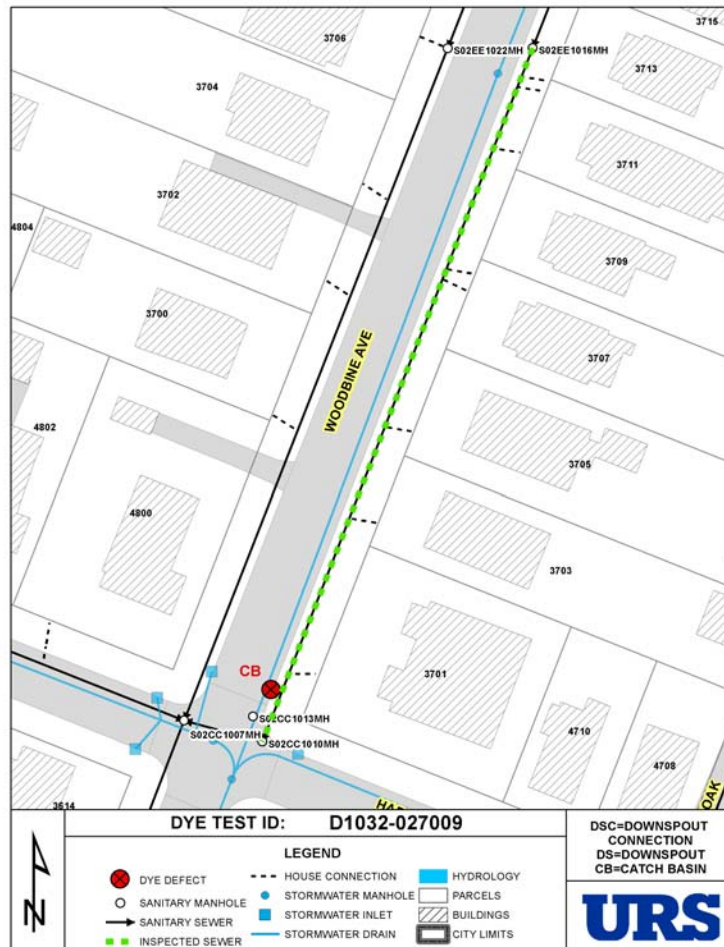 3706
3715
S02EE1022MH
S02EE1016MH
3713
3704
3711
3702
4804
3709
3700
3707
WOODBINE AVE
4802
3705
4800
3703
3701
CB
4710
S02CC1013MH
S02CC1007MH
S02CC1010MH
4708
OAK
3614
HAR
DYE TEST ID: D1032-027009
LEGEND
DYE DEFECT
SANITARY MANHOLE
SANITARY SEWER
INSPECTED SEWER
HOUSE CONNECTION
STORMWATER MANHOLE
STORMWATER INLET
STORMWATER DRAIN
HYDROLOGY
PARCELS
BUILDINGS
CITY LIMITS
DSC=DOWNSPOUT
CONNECTION
DS=DOWNSPOUT
CB=CATCH BASIN
URS
N